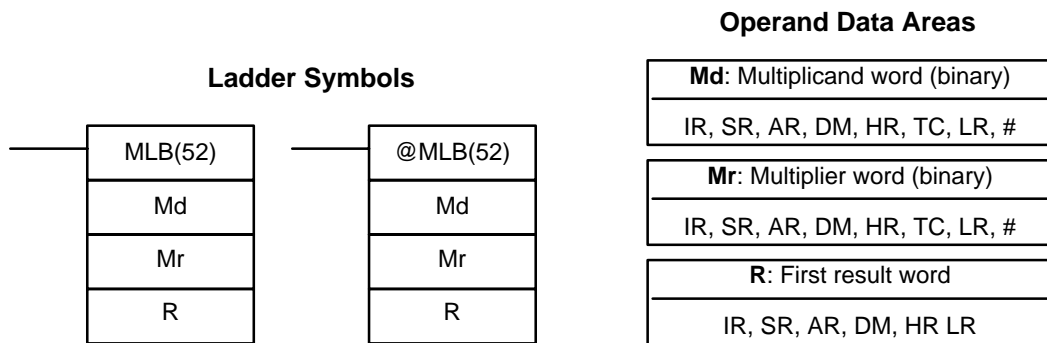 Ladder Symbols
MLB(52)
Md
Mr
R
@MLB(52)
Md
Mr
R
Operand Data Areas
Md: Multiplicand word (binary)
IR, SR, AR, DM, HR, TC, LR, #
Mr: Multiplier word (binary)
IR, SR, AR, DM, HR, TC, LR, #
R: First result word
IR, SR, AR, DM, HR LR